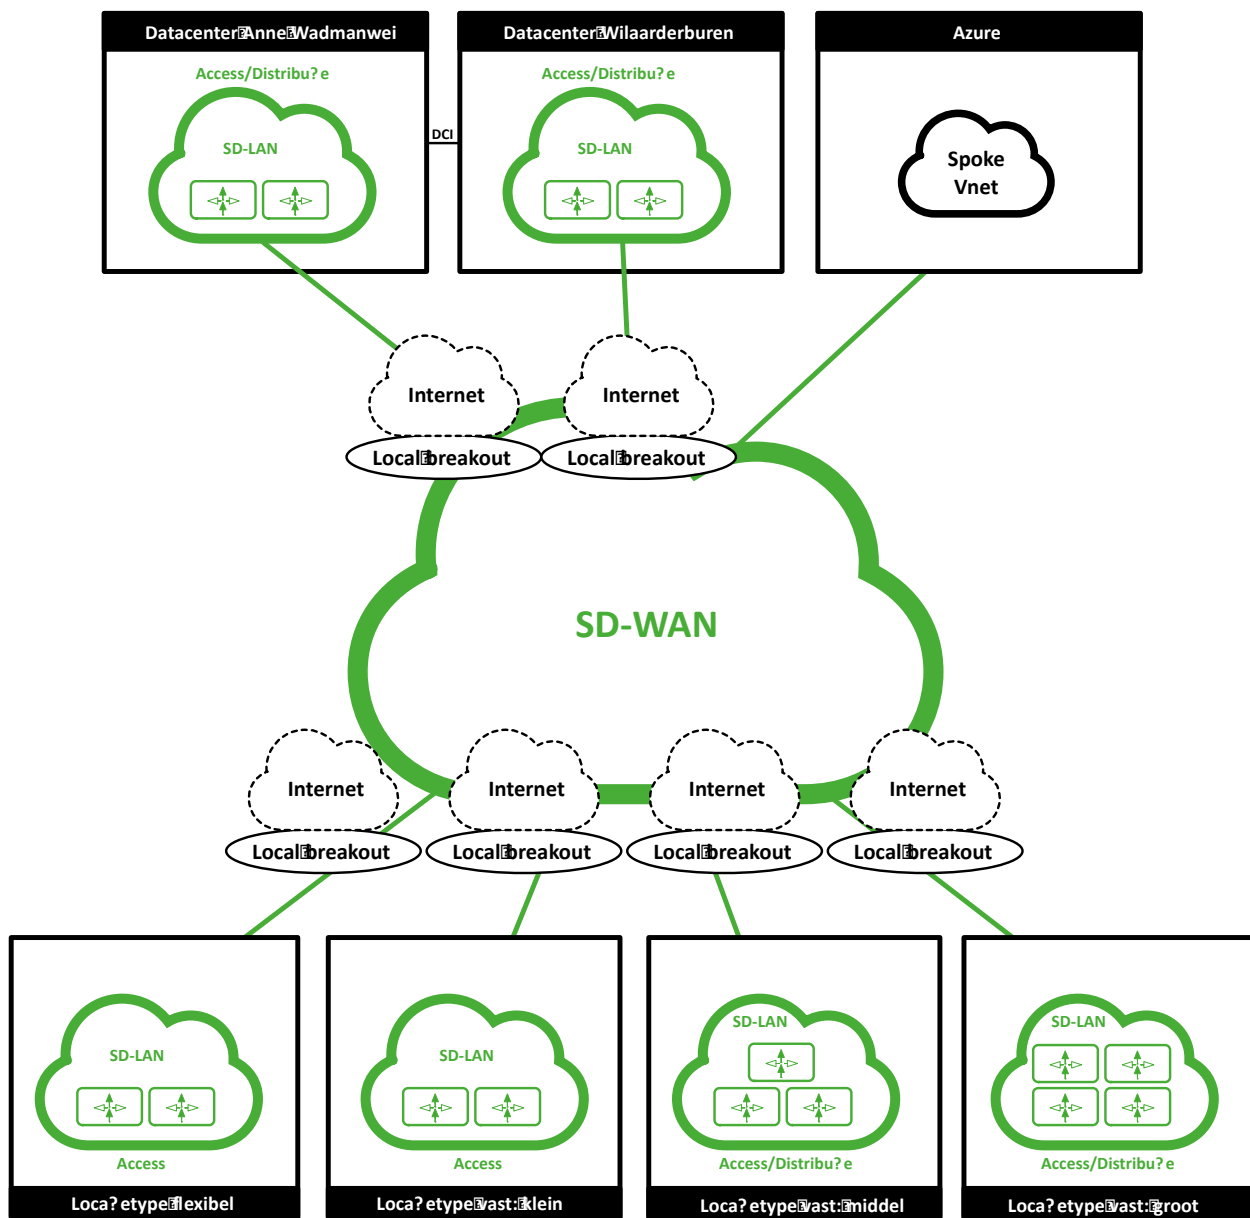 Datacenter Anne Wadmanwei
Datacenter Wilaarderburen
Azure
Access/Distribu?e
Access/Distribu?e
SD-LAN
DCI
SD-LAN
Spoke
Vnet
Internet
Internet
Local breakout
Local breakout
SD-WAN
Internet
Internet
Internet
Internet
Local breakout
Local breakout
Local breakout
Local breakout
SD-LAN
SD-LAN
SD-LAN
SD-LAN
Access
Access
Access/Distribu?e
Access/Distribu?e
Loca?etype flexibel
Loca?etype vast: klein
Loca?etype vast: middel
Loca?etype vast: groot